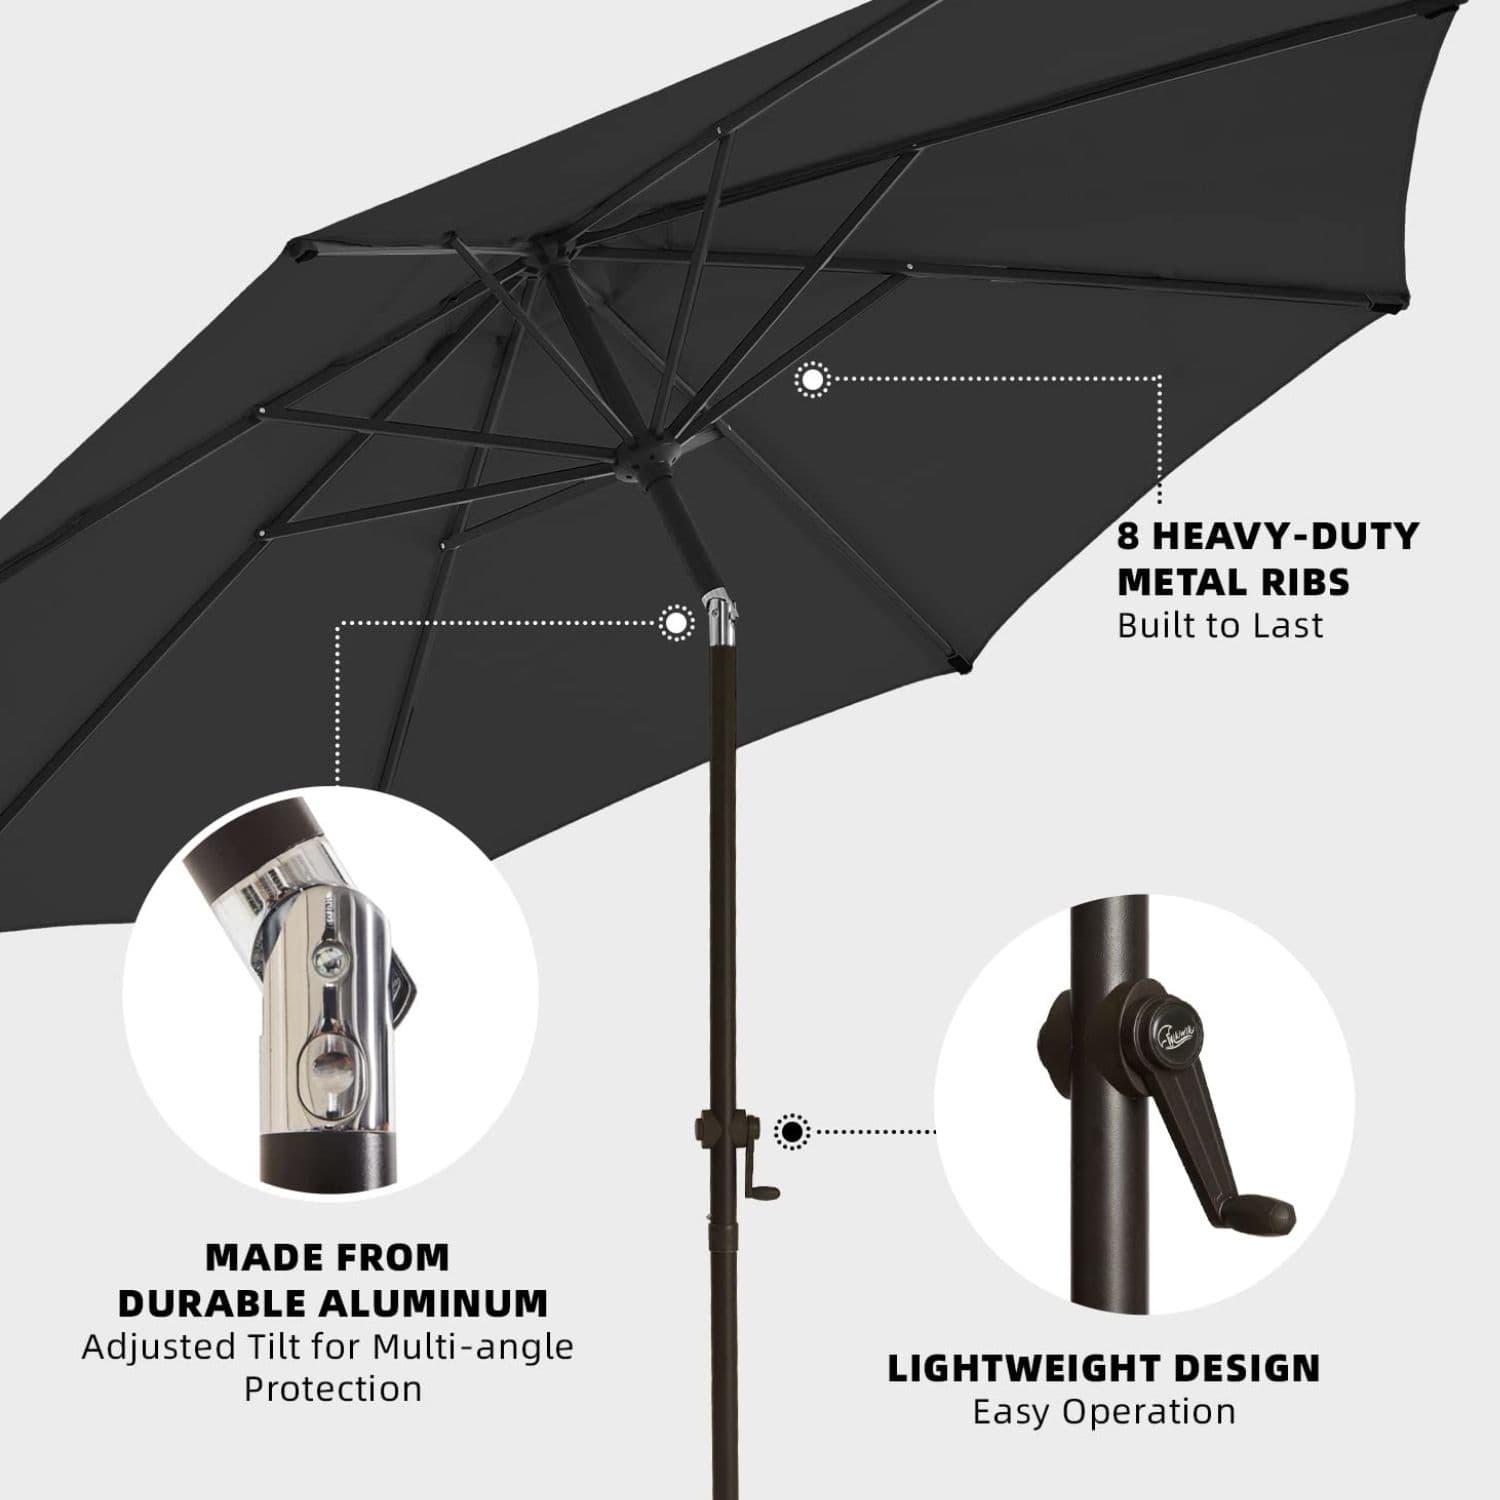 8 HEAVY-DUTY
METAL RIBS
Built to Last
MADE FROM
DURABLE ALUMINUM
Adjusted Tilt for Multi-angle
Protection
LIGHTWEIGHT DESIGN
Easy Operation